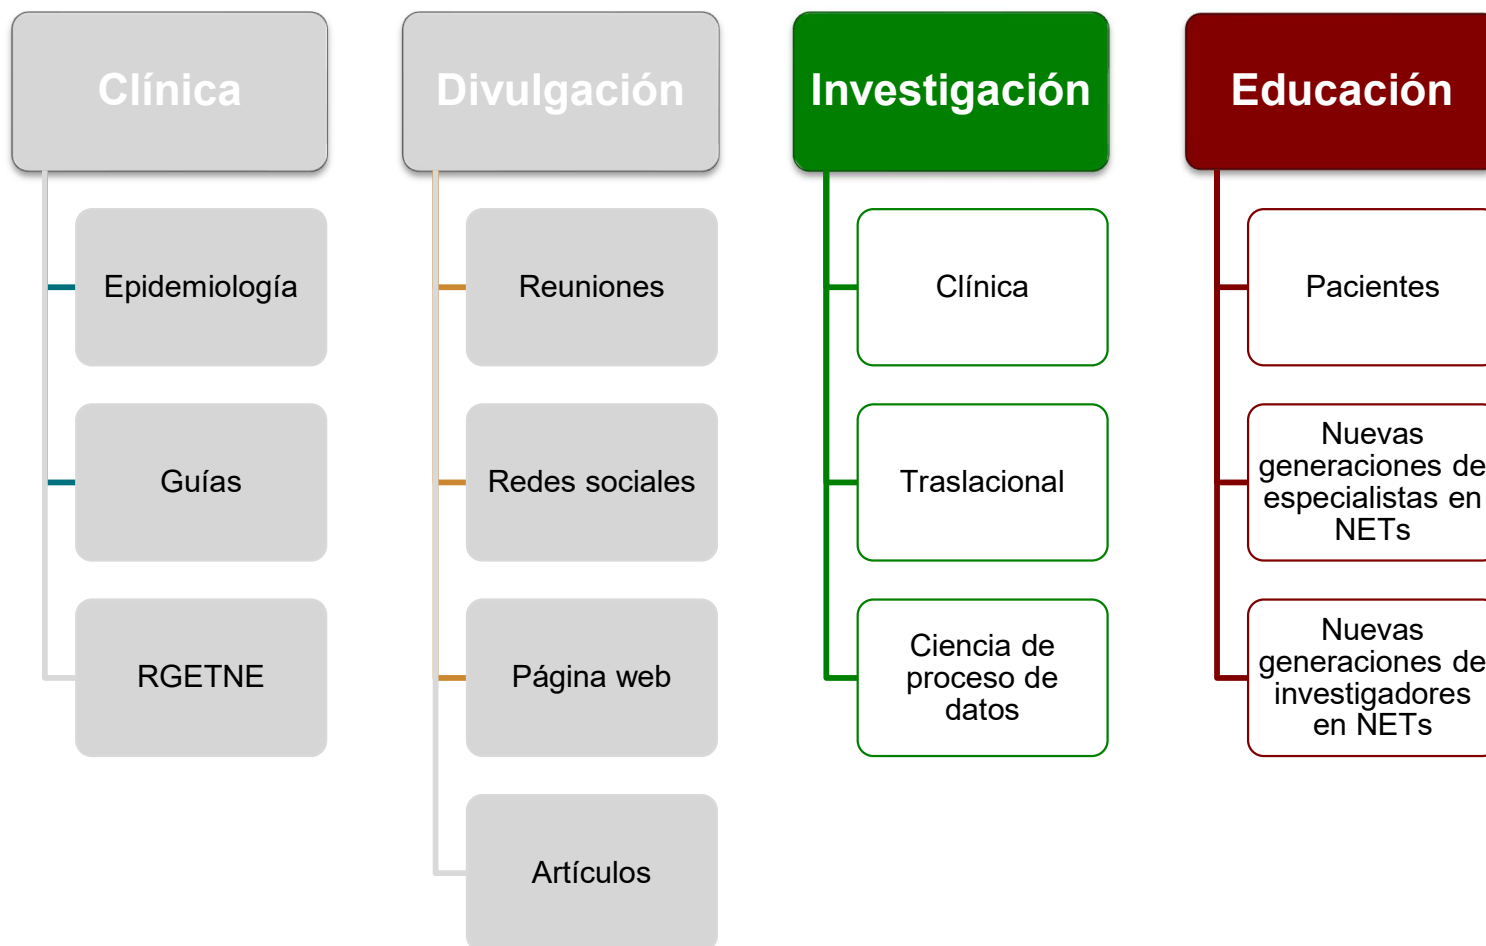 Clínica
Epidemiología
Guías
RGETNE
Divulgación
Reuniones
Redes sociales
Página web
Artículos
Investigación
Clínica
Traslacional
Ciencia de
proceso de
datos
Educación
Pacientes
Nuevas
generaciones de
especialistas en
NETs
Nuevas
generaciones de
investigadores
en NETs